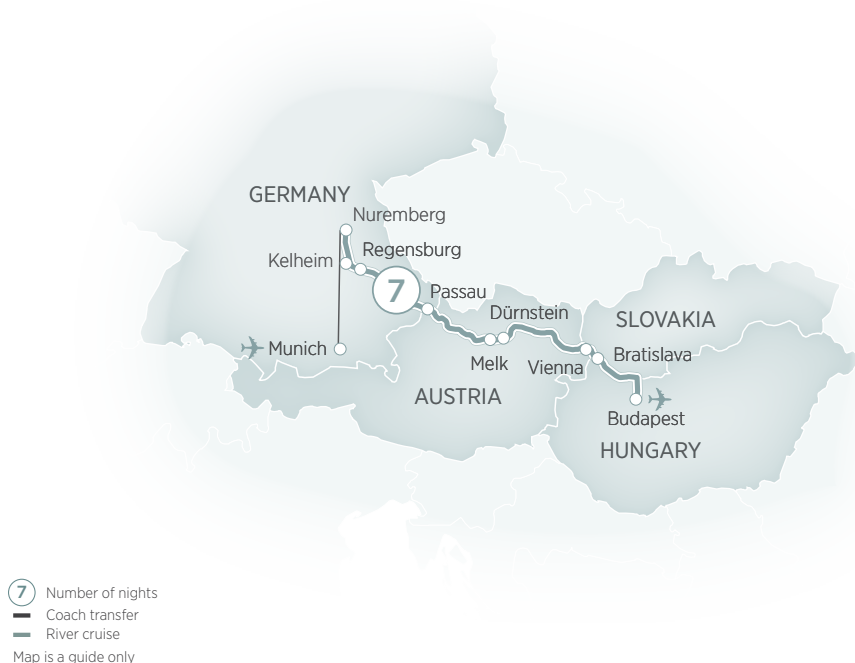 GERMANY
Nuremberg
Regensburg
Kelheim
7
Passau
Dürnstein
SLOVAKIA
Munich
Melk
Vienna
Bratislava
AUSTRIA
Budapest
HUNGARY
7 Number of nights
Coach transfer
River cruise
Map is a guide only